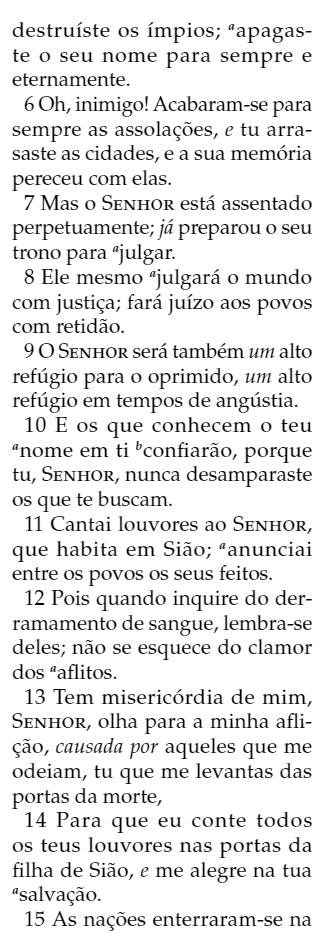 destruíste os ímpios; ᵃapagas-
te o seu nome para sempre e
eternamente.
6 Oh, inimigo! Acabaram-se para
sempre as assolações, e tu arra-
saste as cidades, e a sua memória
pereceu com elas.
7 Mas o SENHOR está assentado
perpetuamente; já preparou o seu
trono para ᵃjulgar.
8 Ele mesmo ᵃjulgará o mundo
com justiça; fará juízo aos povos
com retidão.
9 O SENHOR será também um alto
refúgio para o oprimido, um alto
refúgio em tempos de angústia.
10 E os que conhecem o teu
ᵃnome em ti ᵇconfiarão, porque
tu, SENHOR, nunca desamparaste
os que te buscam.
11 Cantai louvores ao SENHOR,
que habita em Sião; ᵃanunciai
entre os povos os seus feitos.
12 Pois quando inquire do der-
ramamento de sangue, lembra-se
deles; não se esquece do clamor
dos ᵃaflitos.
13 Tem misericórdia de mim,
SENHOR, olha para a minha afli-
ção, causada por aqueles que me
odeiam, tu que me levantas das
portas da morte,
14 Para que eu conte todos
os teus louvores nas portas da
filha de Sião, e me alegre na tua
ᵃsalvação.
15 As nações enterraram-se na